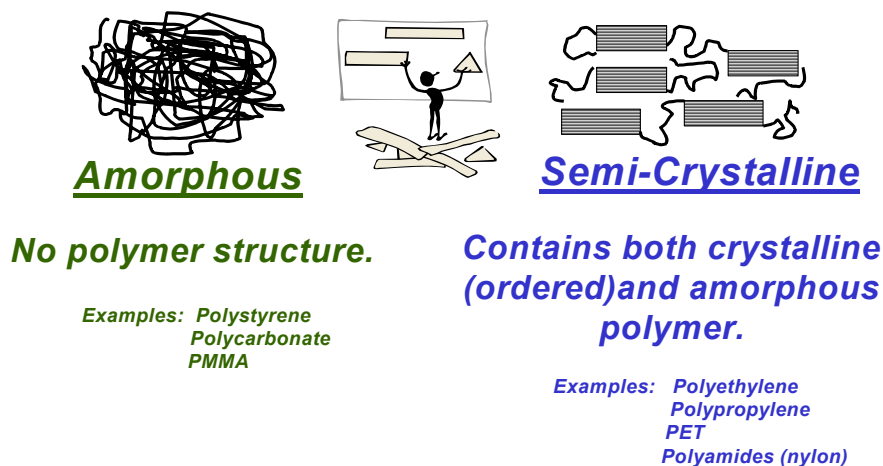 Amorphous
No polymer structure.
Examples: Polystyrene
Polycarbonate
PMMA
Semi-Crystalline
Contains both crystalline
(ordered)and amorphous
polymer.
Examples: Polyethylene
Polypropylene
PET
Polyamides (nylon)